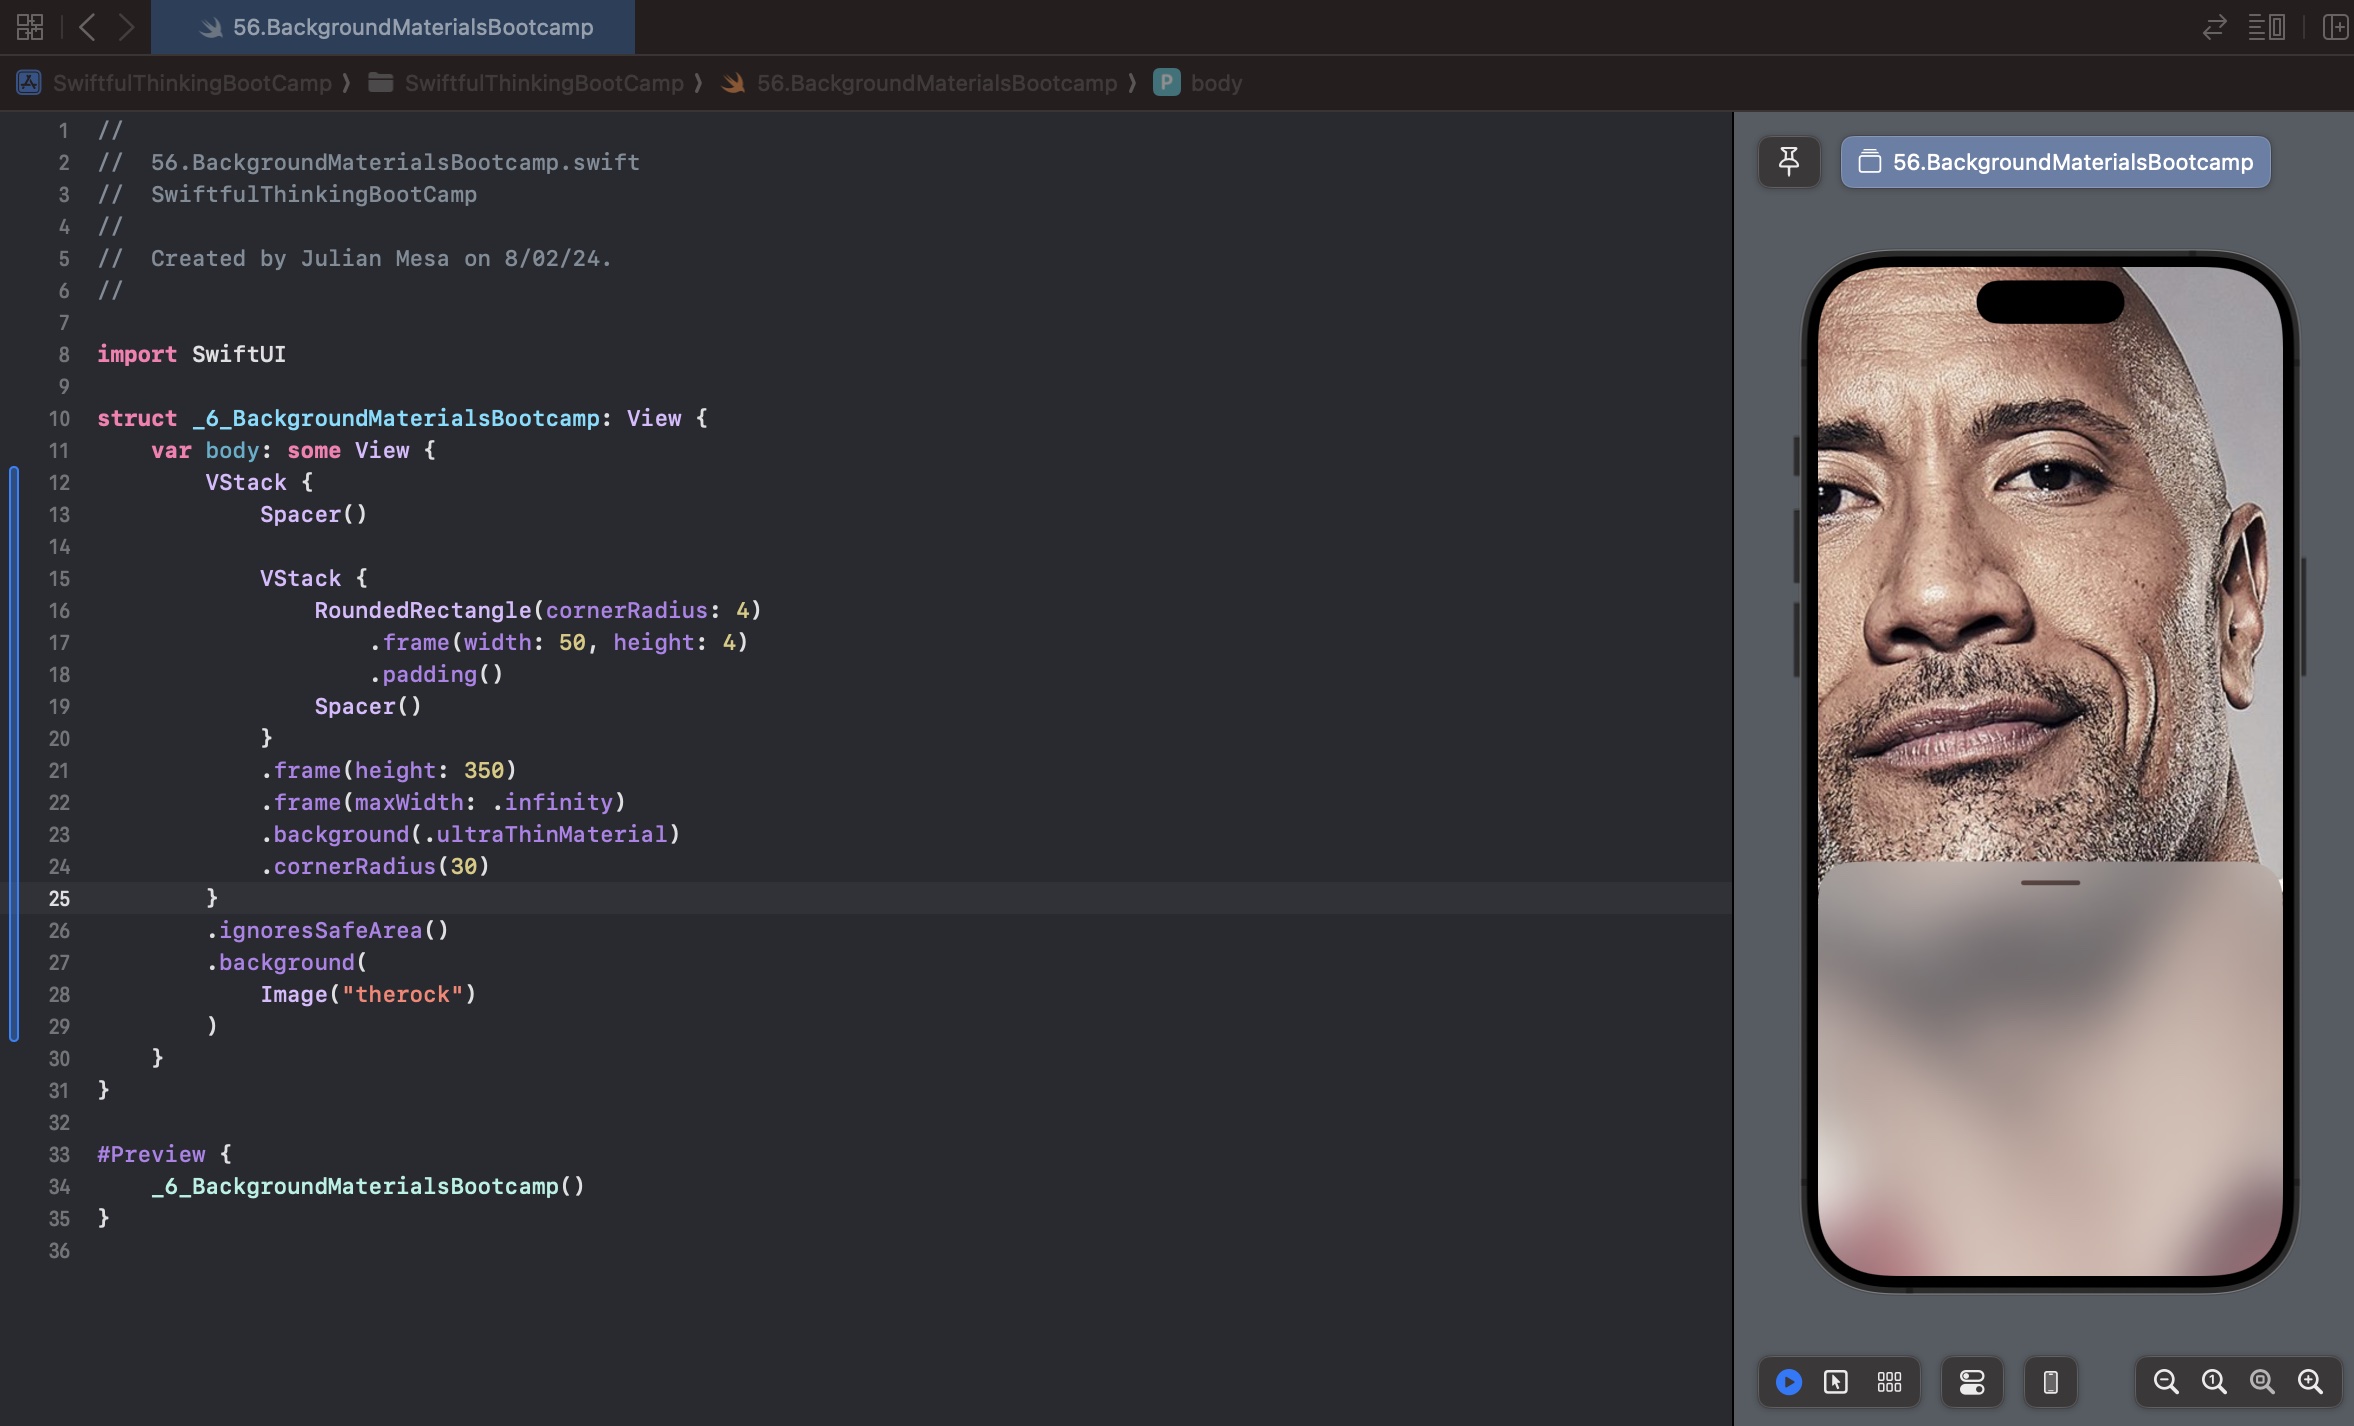 56.BackgroundMaterialsBootcamp
SwiftfulThinkingBootCamp ⟩ SwiftfulThinkingBootCamp ⟩ 56.BackgroundMaterialsBootcamp ⟩ P body
1 //
2 //  56.BackgroundMaterialsBootcamp.swift
3 //  SwiftfulThinkingBootCamp
4 //
5 //  Created by Julian Mesa on 8/02/24.
6 //
7
8 import SwiftUI
9
10 struct _6_BackgroundMaterialsBootcamp: View {
11     var body: some View {
12         VStack {
13             Spacer()
14
15             VStack {
16                 RoundedRectangle(cornerRadius: 4)
17                     .frame(width: 50, height: 4)
18                     .padding()
19                 Spacer()
20             }
21             .frame(height: 350)
22             .frame(maxWidth: .infinity)
23             .background(.ultraThinMaterial)
24             .cornerRadius(30)
25         }
26         .ignoresSafeArea()
27         .background(
28             Image("therock")
29         )
30     }
31 }
32
33 #Preview {
34     _6_BackgroundMaterialsBootcamp()
35 }
36
56.BackgroundMaterialsBootcamp